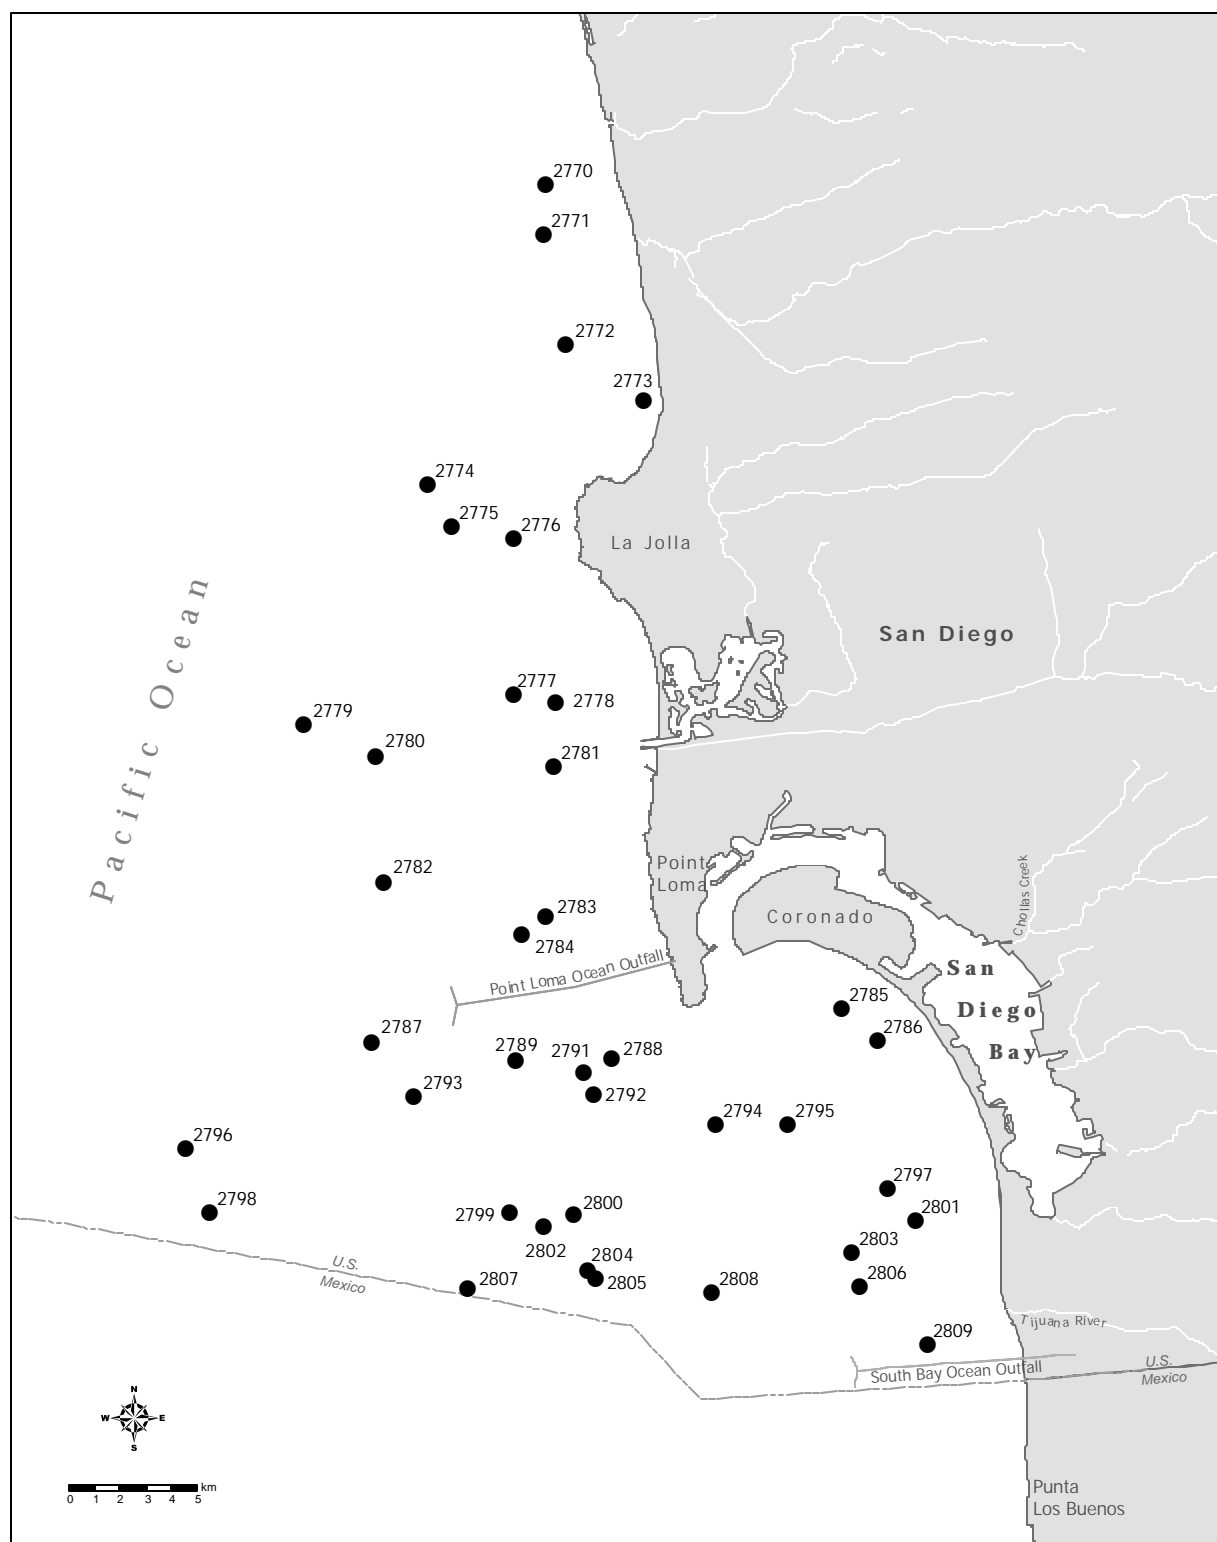 2770
2771
2772
2773
2774
2775
2776
La Jolla
Pacific Ocean
San Diego
2777
2778
2779
2780
2781
2782
Point
Loma
Coronado
Chollas Creek
2783
2784
Point Loma Ocean Outfall
San
Diego
Bay
2785
2786
2787
2789
2791
2788
2793
2792
2794
2795
2796
2797
2798
2799
2800
2801
2802
2803
2804
2805
2806
2807
2808
U.S.
Mexico
Tijuana River
2809
South Bay Ocean Outfall
U.S.
Mexico
N
W E
S
km
0 1 2 3 4 5
Punta
Los Buenos